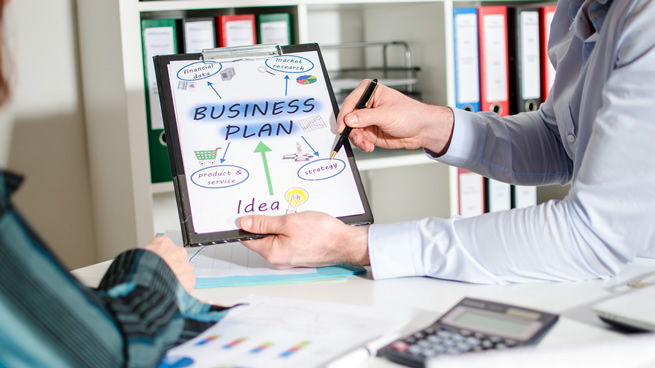 financial
data
market
research
BUSINESS
PLAN
product &
service
strategy
Idea